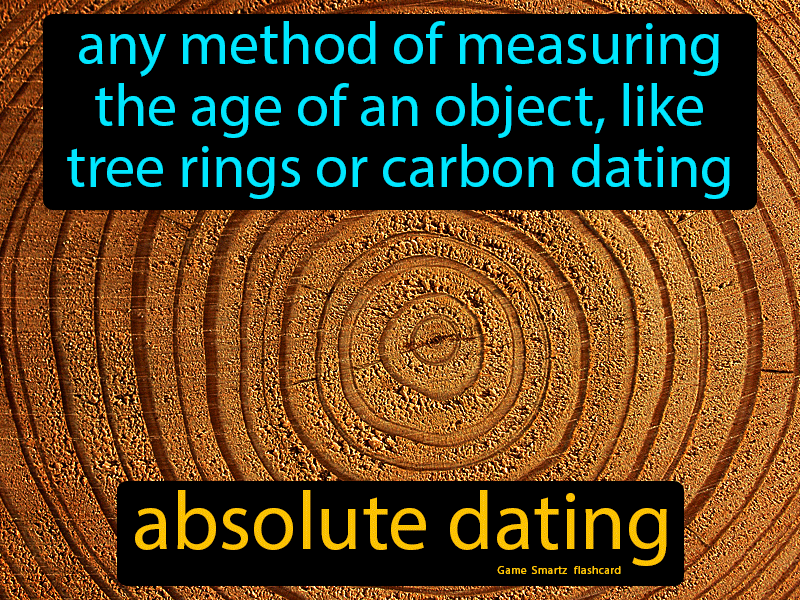 any method of measuring
the age of an object, like
tree rings or carbon dating
absolute dating
Game Smartz flashcard